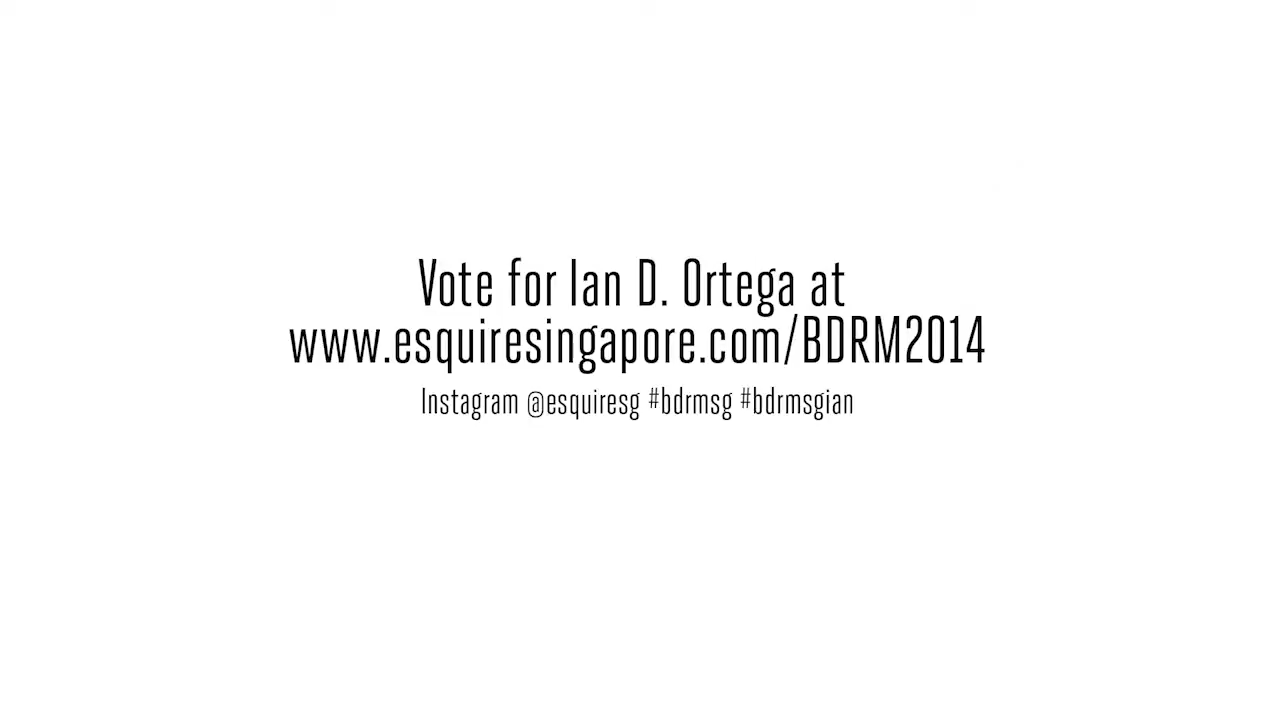 Vote for Ian D. Ortega at
www.esquiresingapore.com/BDRM2014
Instagram @esquiresg #bdrmsg #bdrmsgian